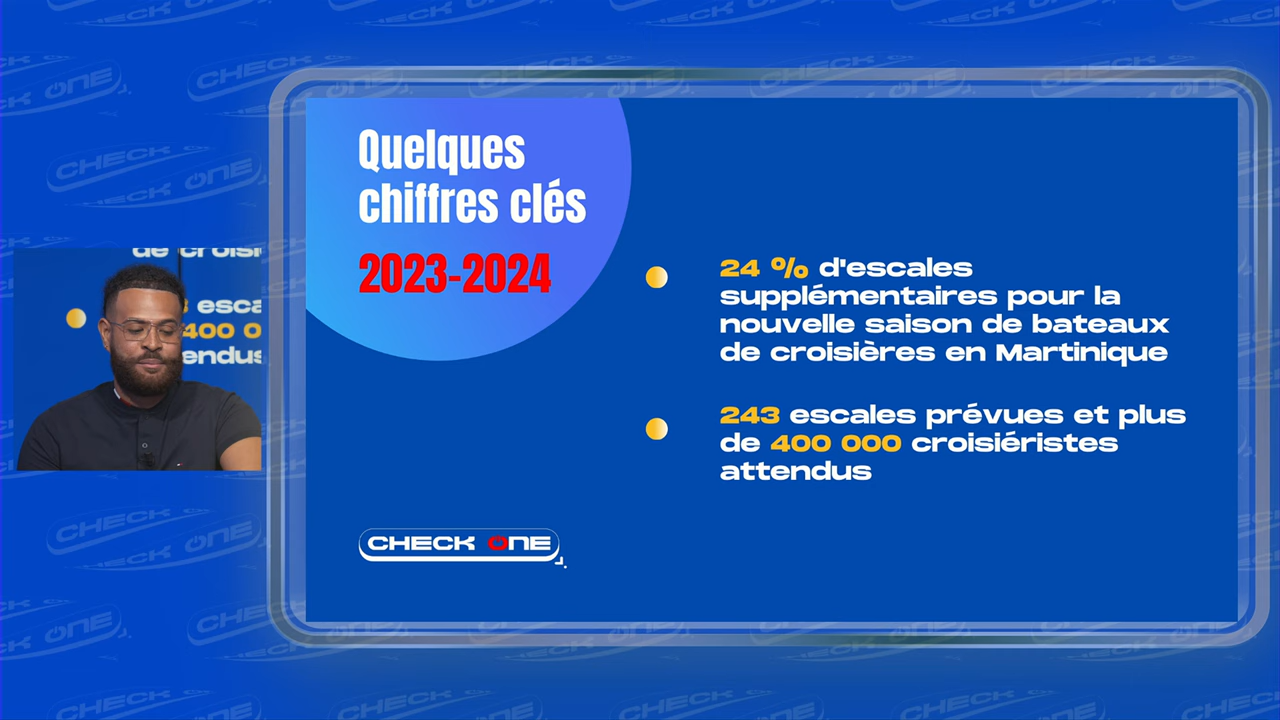 Quelques
chiffres clés
2023-2024
24 % d'escales
supplémentaires pour la
nouvelle saison de bateaux
de croisières en Martinique
243 escales prévues et plus
de 400 000 croisiéristes
attendus
CHECK ONE